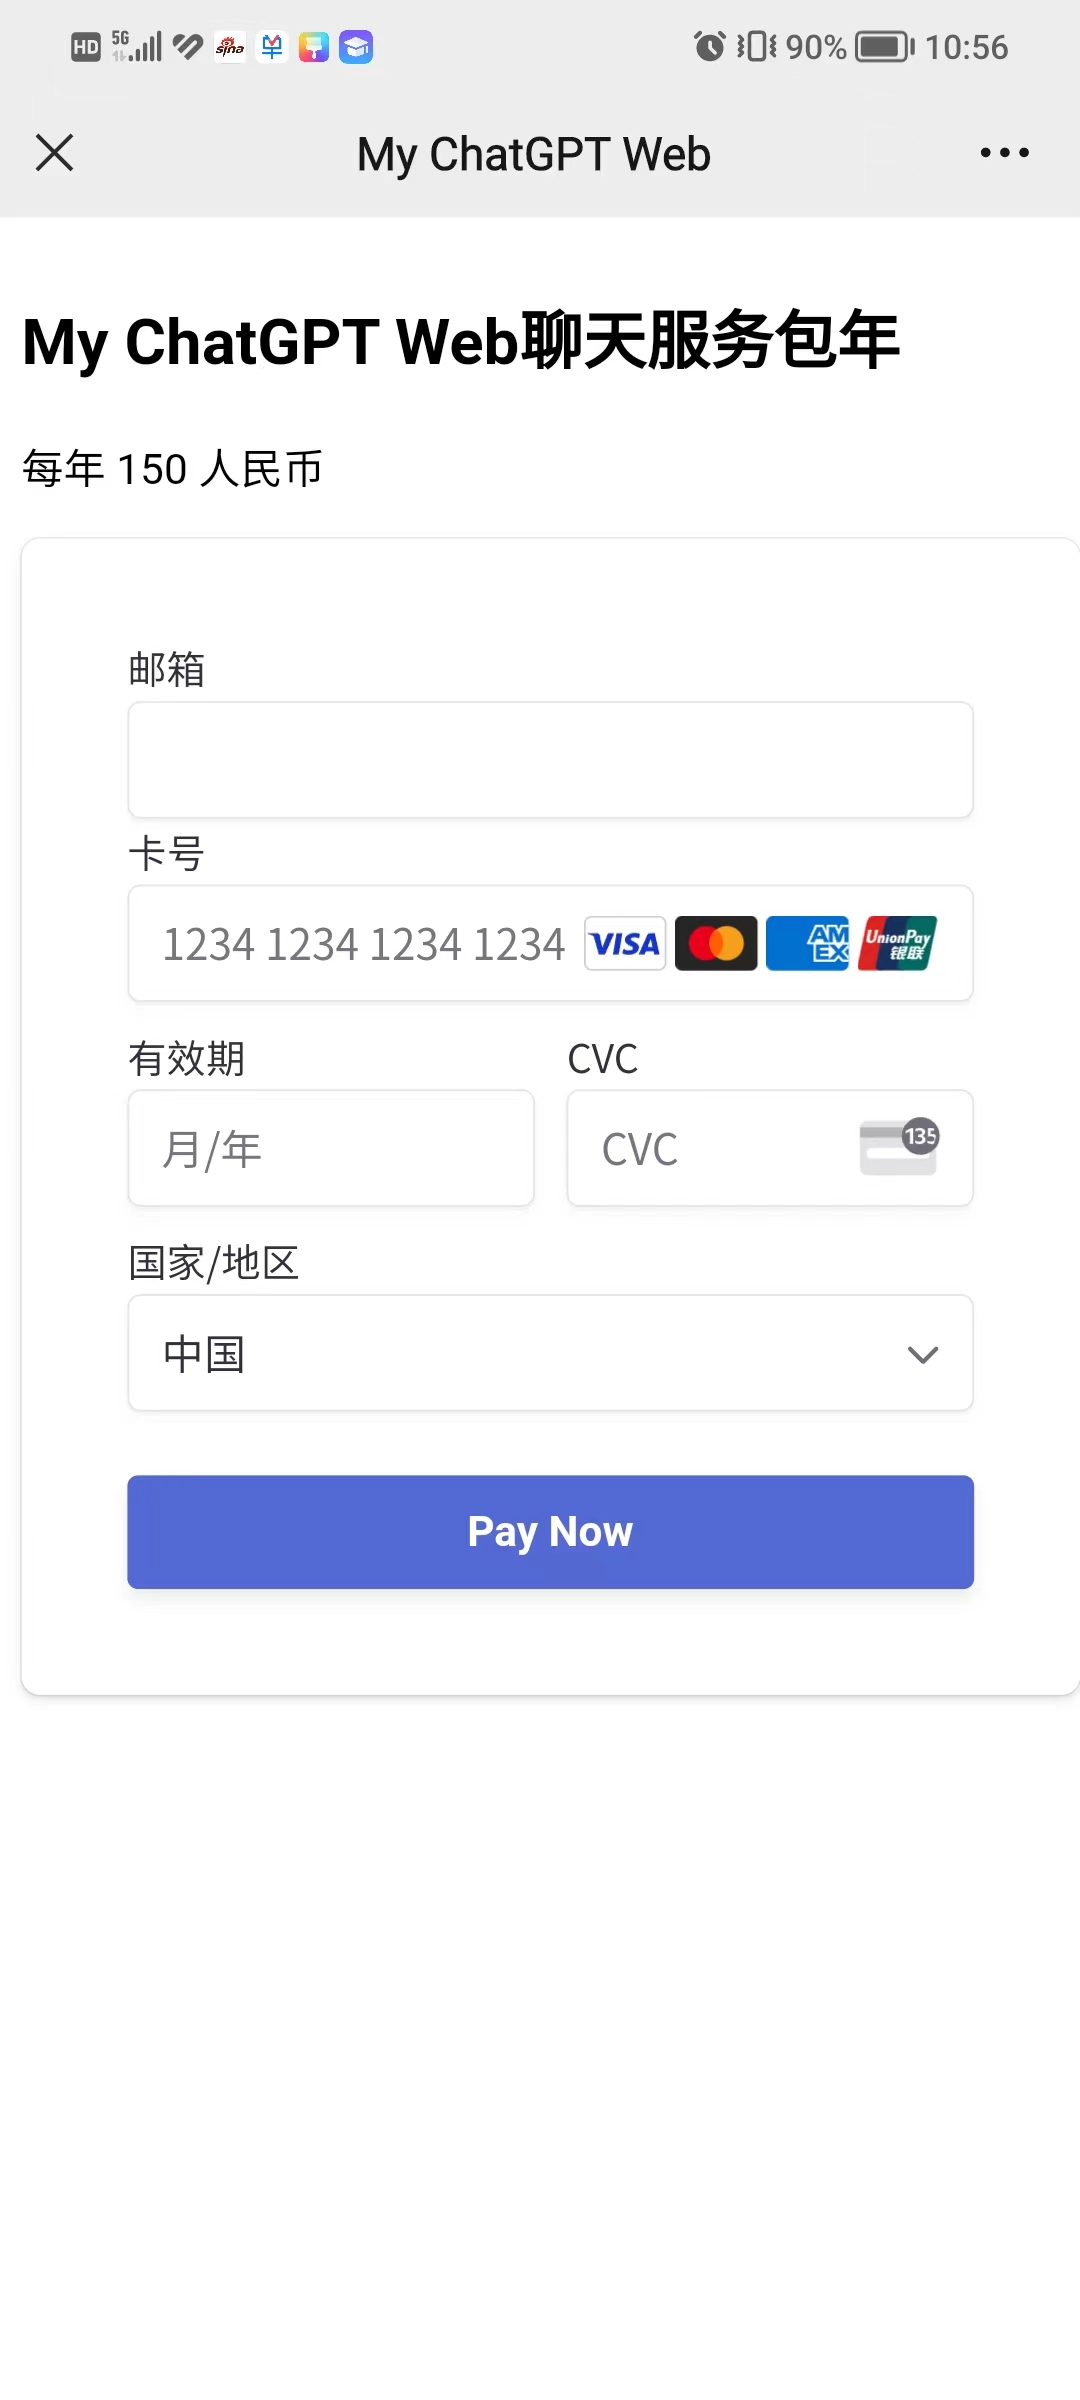 HD 5G sina 90% 10:56
My ChatGPT Web
My ChatGPT Web聊天服务包年
每年 150 人民币
邮箱
卡号
1234 1234 1234 1234 VISA AM EX UnionPay 银联
有效期 CVC
月/年 CVC 135
国家/地区
中国
Pay Now